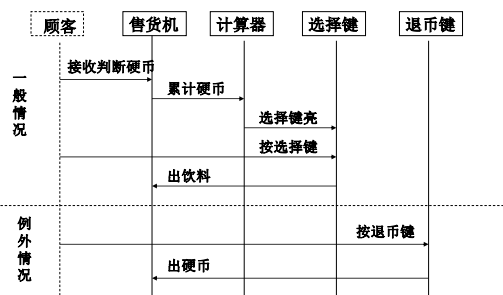 顾客 售货机 计算器 选择键 退币键
接收判断硬币
累计硬币
选择键亮
按选择键
出饮料
一般情况
按退币键
出硬币
例外情况